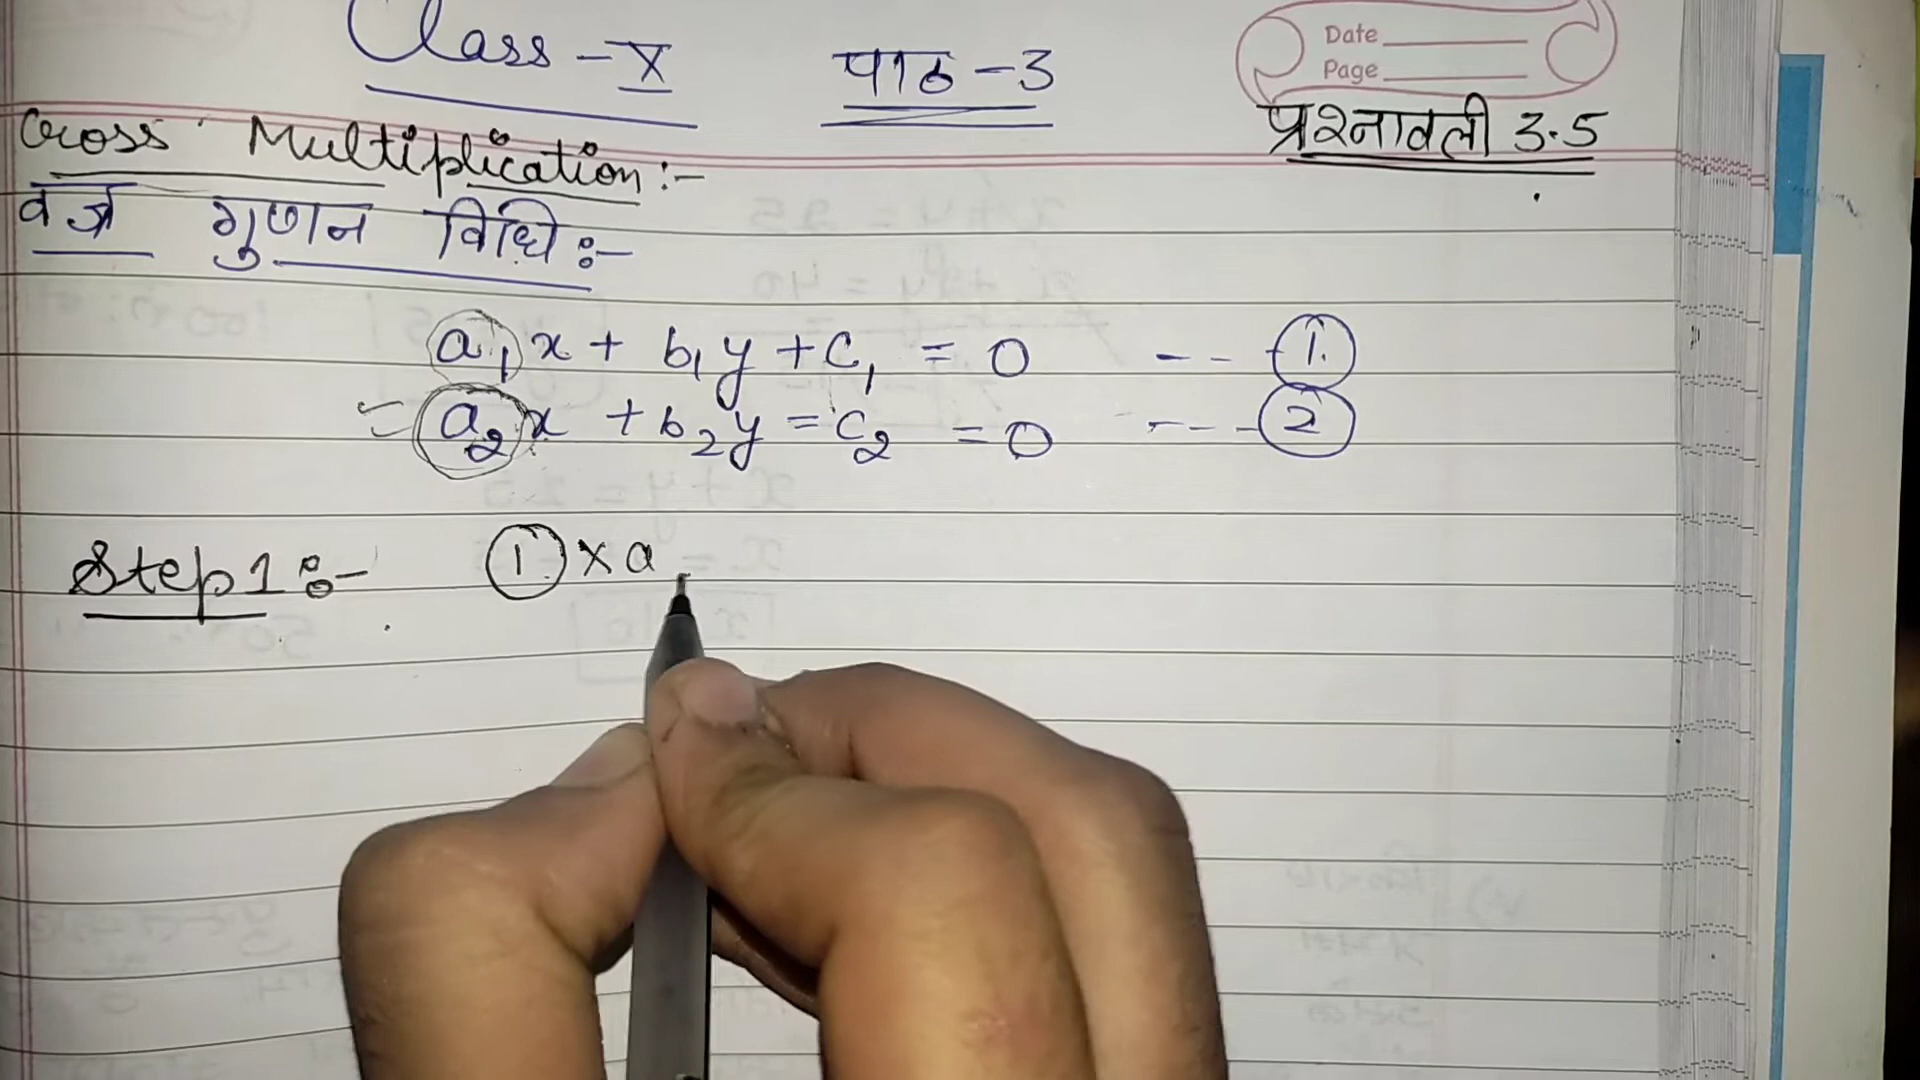 Class - X पाठ - 3
Date
Page
प्रश्नावली 3.5
Cross Multiplication :-
वज्र गुणन विधि :-
a₁x + b₁y + c₁ = 0 --- ①
= a₂x + b₂y = c₂ = 0 --- ②
Step 1 :- ① × a